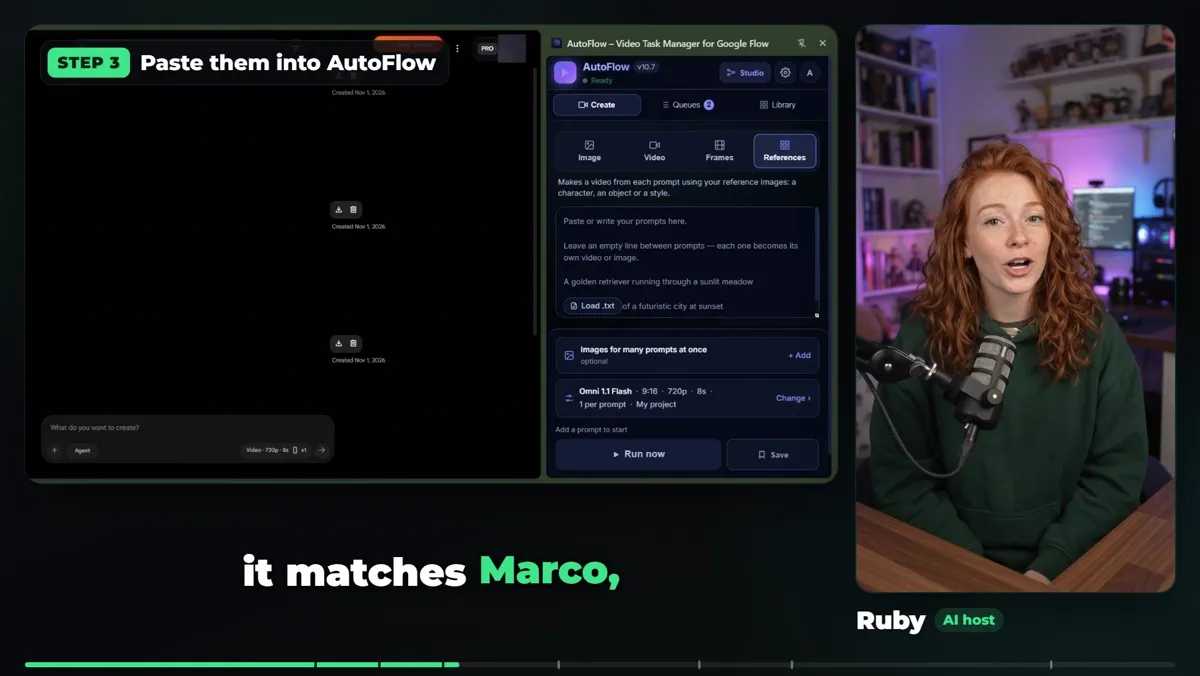 STEP 3 Paste them into AutoFlow
PRO
Created Nov 1, 2026
Created Nov 1, 2026
Created Nov 1, 2026
What do you want to create?
+ Agent
Video · 720p · 8s x1
AutoFlow – Video Task Manager for Google Flow
AutoFlow v10.7
Ready
Studio
A
Create
Queues 2
Library
Image
Video
Frames
References
Makes a video from each prompt using your reference images: a
character, an object or a style.
Paste or write your prompts here.
Leave an empty line between prompts — each one becomes its
own video or image.
A golden retriever running through a sunlit meadow
Load .txt of a futuristic city at sunset
Images for many prompts at once
optional
+ Add
Omni 1.1 Flash · 9:16 · 720p · 8s ·
1 per prompt · My project
Change ›
Add a prompt to start
Run now
Save
it matches Marco,
Ruby AI host